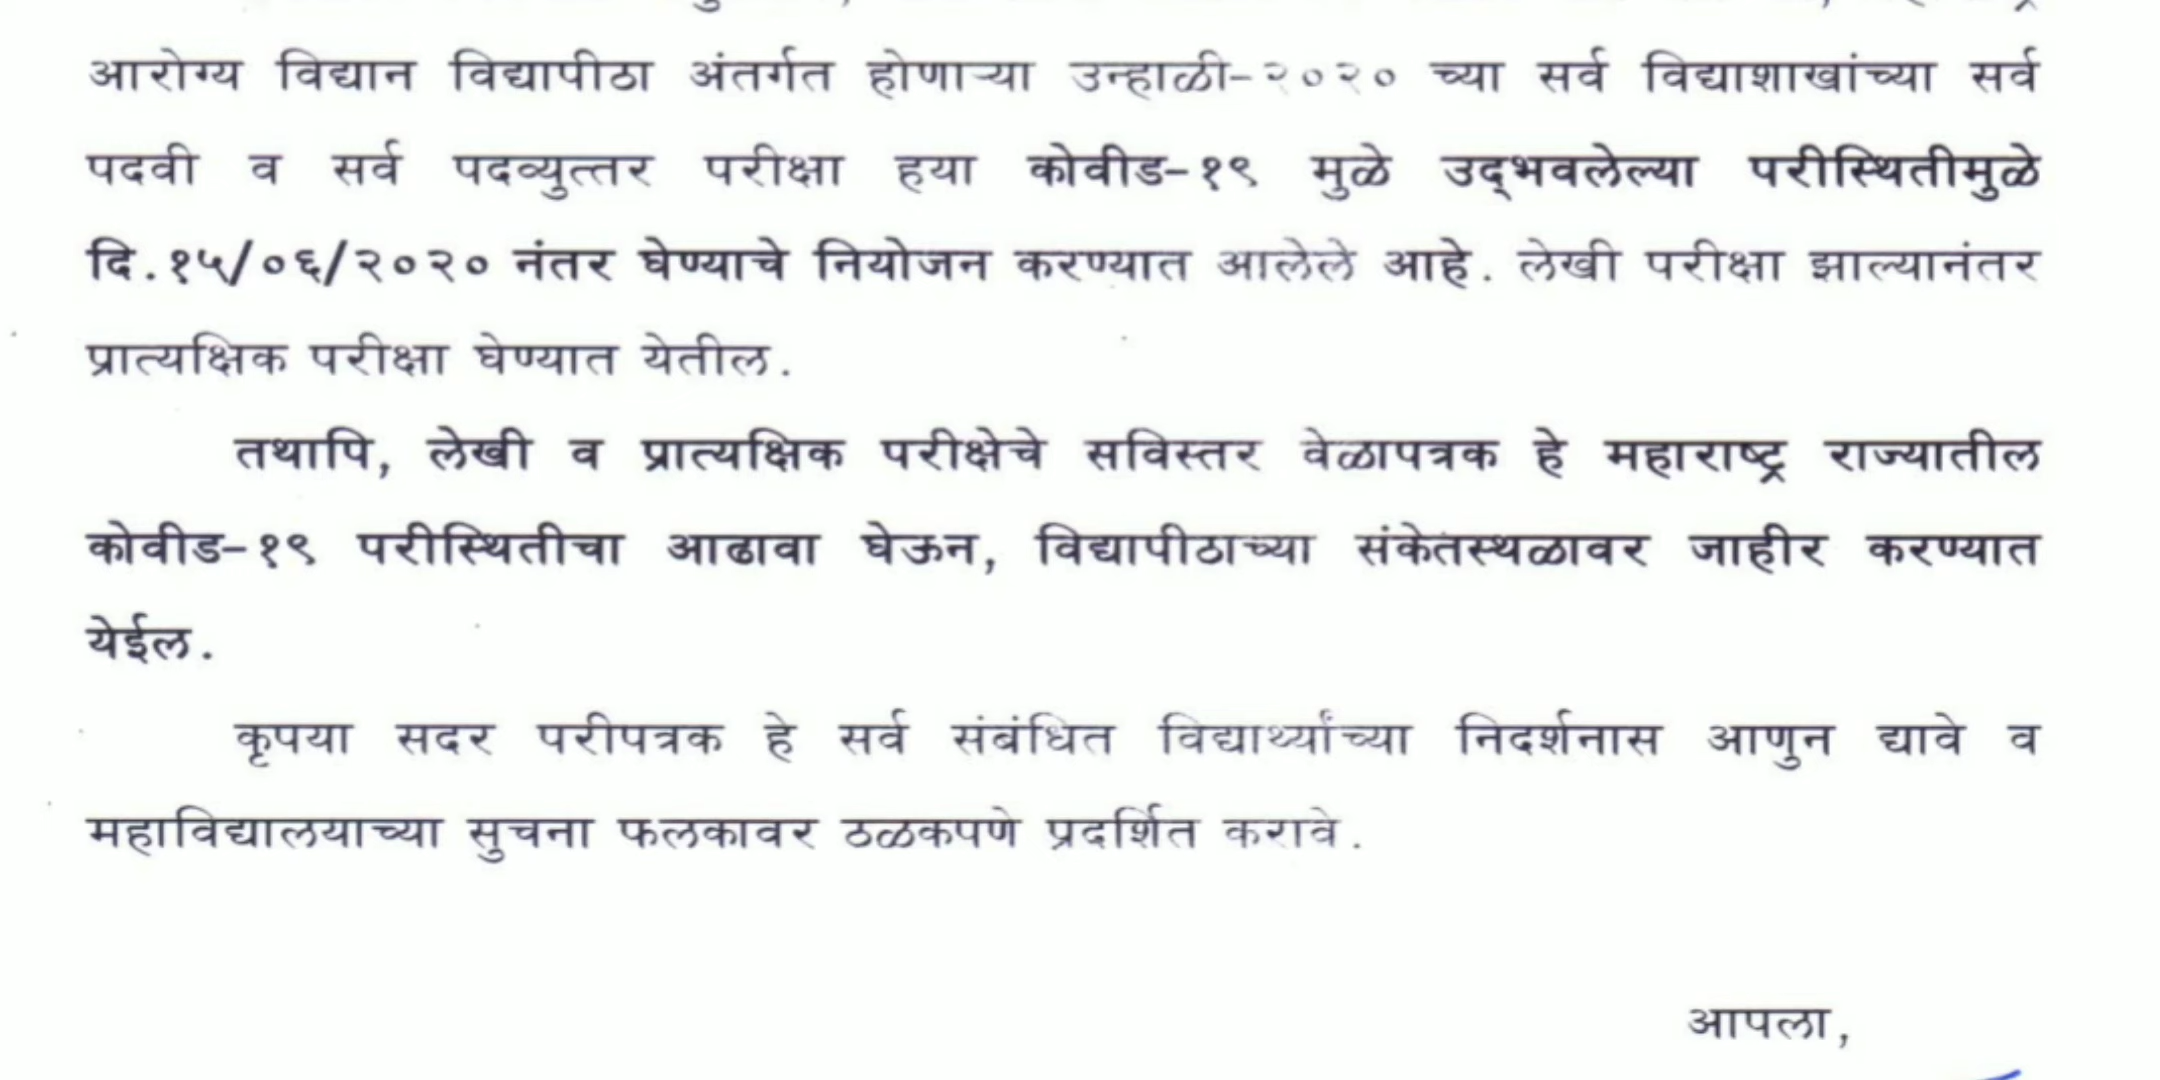 आरोग्य विद्यान विद्यापीठा अंतर्गत होणाऱ्या उन्हाळी-२०२० च्या सर्व विद्याशाखांच्या सर्व
पदवी व सर्व पदव्युत्तर परीक्षा हया कोवीड-१९ मुळे उद्भवलेल्या परीस्थितीमुळे
दि.१५/०६/२०२० नंतर घेण्याचे नियोजन करण्यात आलेले आहे. लेखी परीक्षा झाल्यानंतर
प्रात्यक्षिक परीक्षा घेण्यात येतील.
तथापि, लेखी व प्रात्यक्षिक परीक्षेचे सविस्तर वेळापत्रक हे महाराष्ट्र राज्यातील
कोवीड-१९ परीस्थितीचा आढावा घेऊन, विद्यापीठाच्या संकेतस्थळावर जाहीर करण्यात
येईल.
कृपया सदर परीपत्रक हे सर्व संबंधित विद्यार्थ्यांच्या निदर्शनास आणुन द्यावे व
महाविद्यालयाच्या सुचना फलकावर ठळकपणे प्रदर्शित करावे.
आपला,